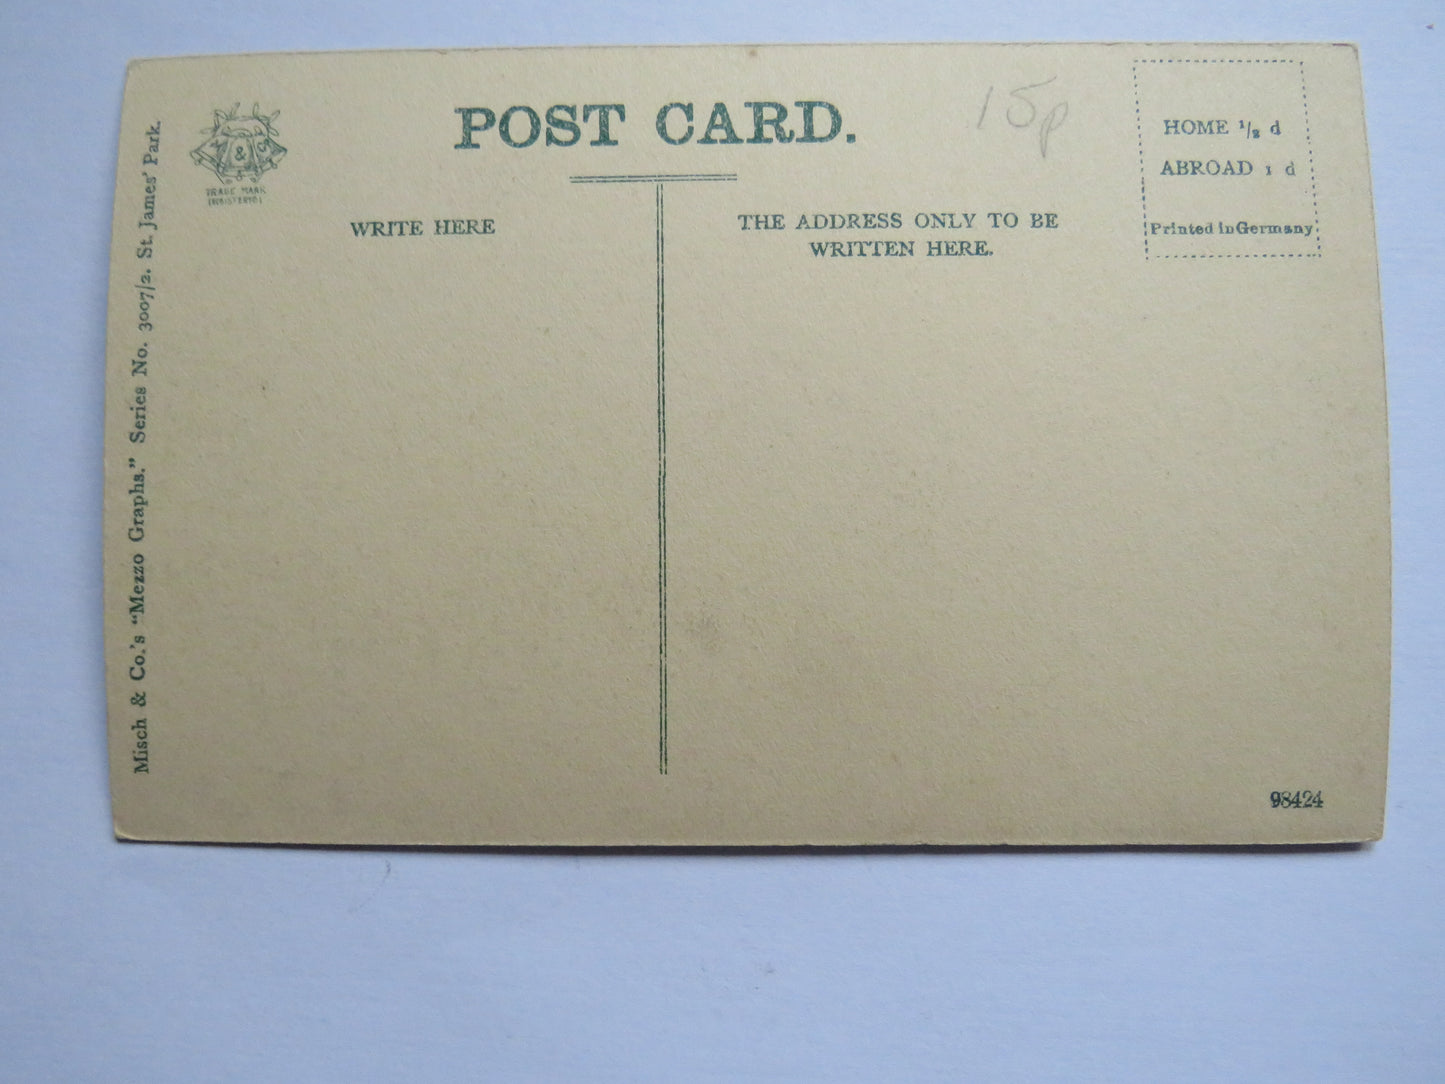 POST CARD.
15p
HOME ½ d
ABROAD 1 d
Printed in Germany
M & Co
TRADE MARK
REGISTERED
WRITE HERE
THE ADDRESS ONLY TO BE
WRITTEN HERE.
Misch & Co.'s "Mezzo Graphs." Series No. 3007/2. St. James' Park.
98424